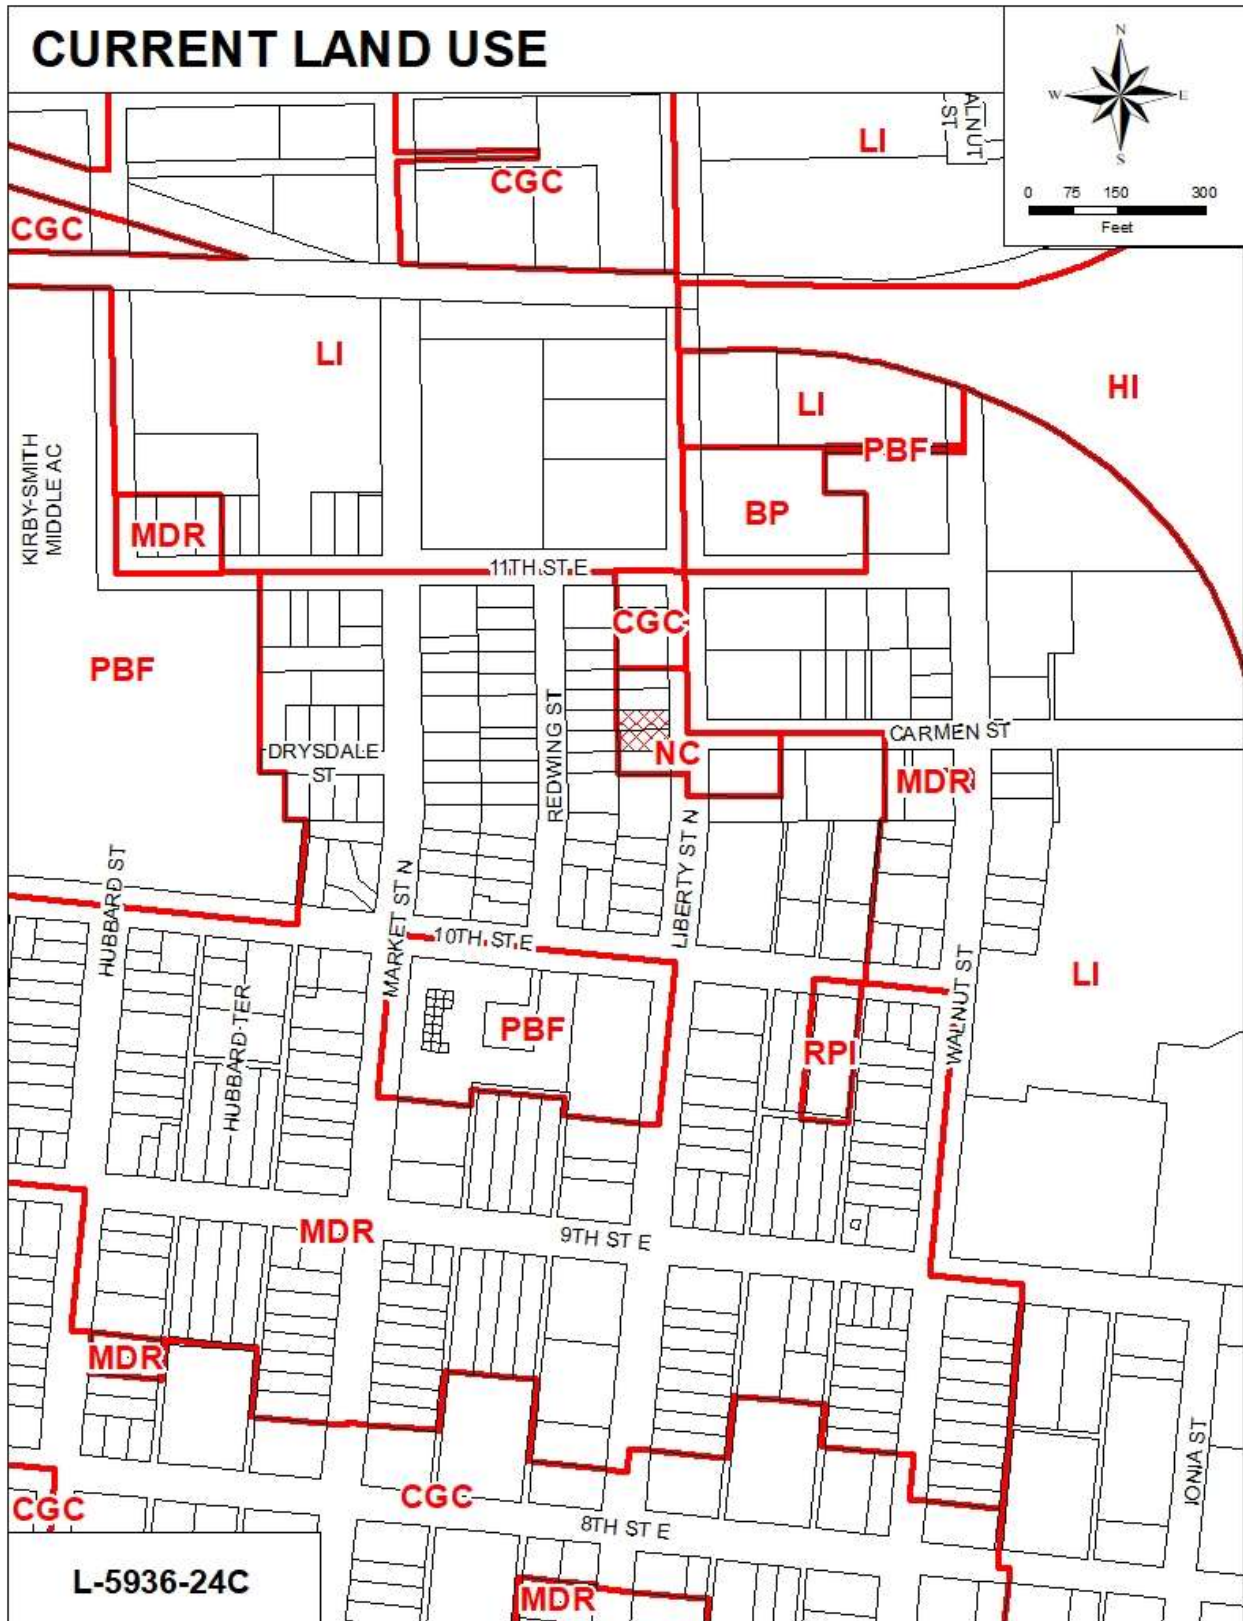 CURRENT LAND USE
N
W
E
S
0 75 150 300
Feet
ALNUT
ST
LI
CGC
CGC
LI
HI
LI
PBF
KIRBY-SMITH
MIDDLE AC
MDR
BP
11TH ST E
CGC
PBF
REDWING ST
CARMEN ST
DRYSDALE
ST
NC
MDR
LIBERTY ST N
HUBBARD ST
MARKET ST N
10TH ST E
WALNUT ST
LI
HUBBARD TER
PBF
RPI
MDR
9TH ST E
MDR
IONIA ST
CGC
CGC
8TH ST E
L-5936-24C
MDR